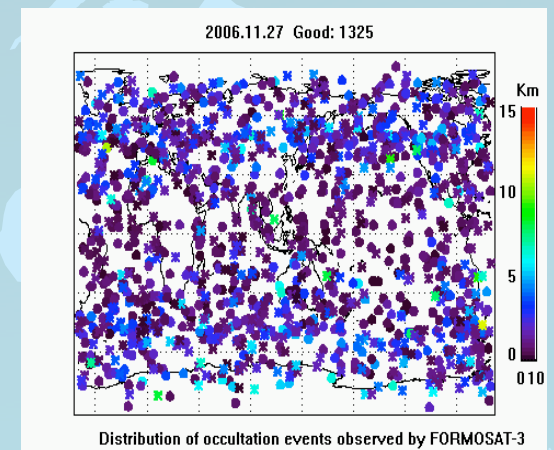 2006.11.27 Good: 1325
Km
15
10
5
0
010
Distribution of occultation events observed by FORMOSAT-3